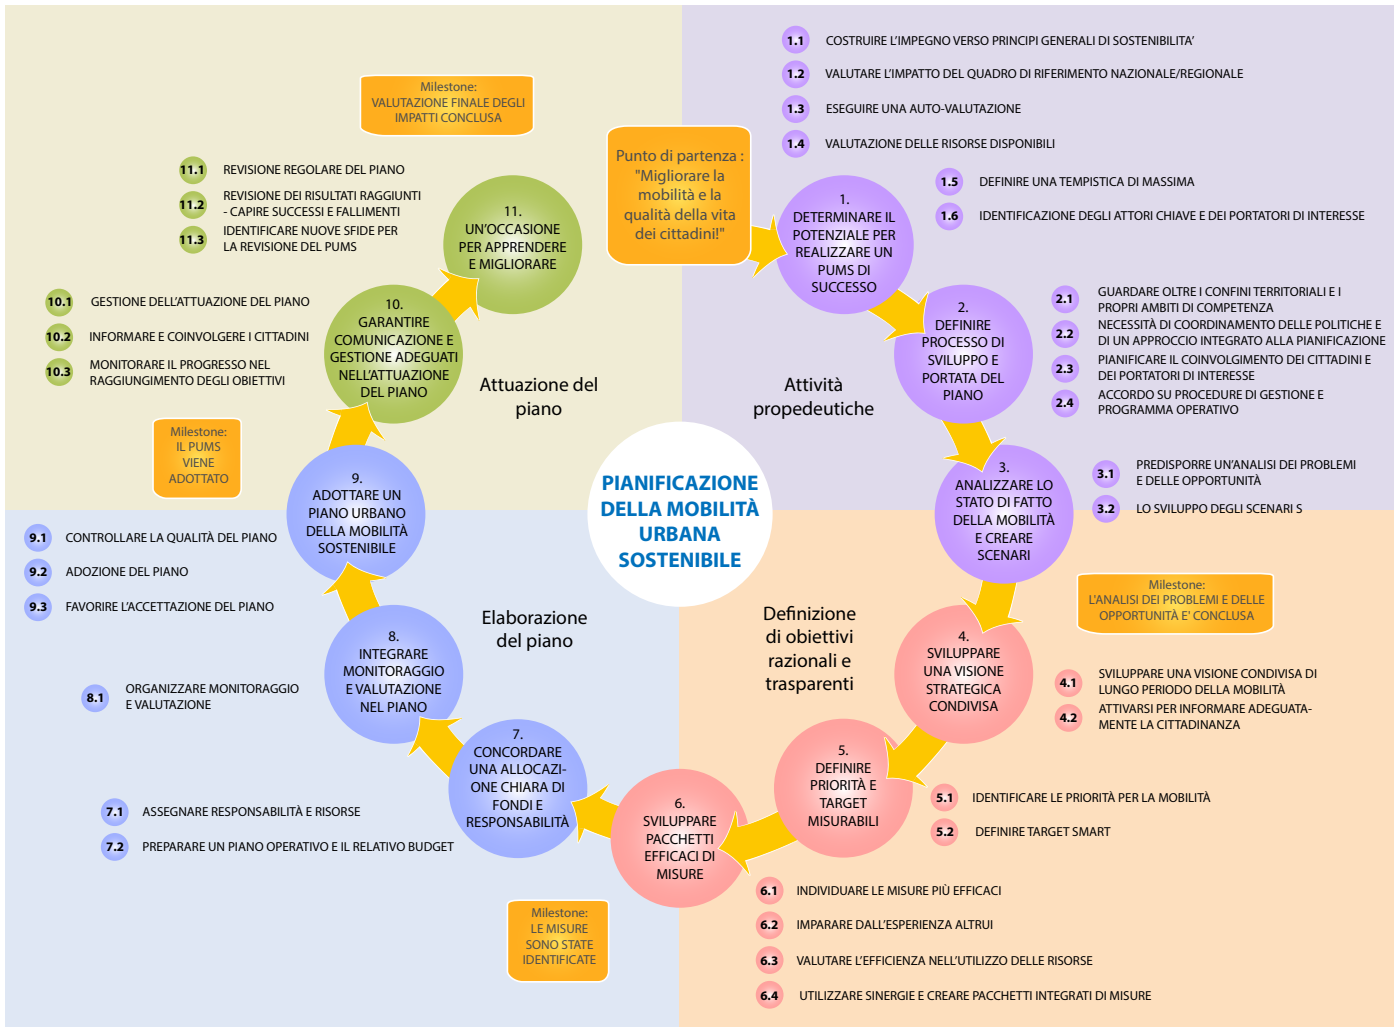 PIANIFICAZIONE
DELLA MOBILITÀ
URBANA
SOSTENIBILE
Punto di partenza :
"Migliorare la
mobilità e la
qualità della vita
dei cittadini!"
Attività
propedeutiche
1.
DETERMINARE IL
POTENZIALE PER
REALIZZARE UN
PUMS DI
SUCCESSO
1.1 COSTRUIRE L’IMPEGNO VERSO PRINCIPI GENERALI DI SOSTENIBILITA’
1.2 VALUTARE L’IMPATTO DEL QUADRO DI RIFERIMENTO NAZIONALE/REGIONALE
1.3 ESEGUIRE UNA AUTO-VALUTAZIONE
1.4 VALUTAZIONE DELLE RISORSE DISPONIBILI
1.5 DEFINIRE UNA TEMPISTICA DI MASSIMA
1.6 IDENTIFICAZIONE DEGLI ATTORI CHIAVE E DEI PORTATORI DI INTERESSE
2.
DEFINIRE
PROCESSO DI
SVILUPPO E
PORTATA DEL
PIANO
2.1 GUARDARE OLTRE I CONFINI TERRITORIALI E I
PROPRI AMBITI DI COMPETENZA
2.2 NECESSITÀ DI COORDINAMENTO DELLE POLITICHE E
DI UN APPROCCIO INTEGRATO ALLA PIANIFICAZIONE
2.3 PIANIFICARE IL COINVOLGIMENTO DEI CITTADINI E
DEI PORTATORI DI INTERESSE
2.4 ACCORDO SU PROCEDURE DI GESTIONE E
PROGRAMMA OPERATIVO
3.
ANALIZZARE LO
STATO DI FATTO
DELLA MOBILITÀ
E CREARE
SCENARI
3.1 PREDISPORRE UN’ANALISI DEI PROBLEMI
E DELLE OPPORTUNITÀ
3.2 LO SVILUPPO DEGLI SCENARI S
Milestone:
L’ANALISI DEI PROBLEMI E DELLE
OPPORTUNITÀ E’ CONCLUSA
Definizione
di obiettivi
razionali e
trasparenti
4.
SVILUPPARE
UNA VISIONE
STRATEGICA
CONDIVISA
4.1 SVILUPPARE UNA VISIONE CONDIVISA DI
LUNGO PERIODO DELLA MOBILITÀ
4.2 ATTIVARSI PER INFORMARE ADEGUATA-
MENTE LA CITTADINANZA
5.
DEFINIRE
PRIORITÀ E
TARGET
MISURABILI
5.1 IDENTIFICARE LE PRIORITÀ PER LA MOBILITÀ
5.2 DEFINIRE TARGET SMART
6.
SVILUPPARE
PACCHETTI
EFFICACI DI
MISURE
6.1 INDIVIDUARE LE MISURE PIÙ EFFICACI
6.2 IMPARARE DALL’ESPERIENZA ALTRUI
6.3 VALUTARE L’EFFICIENZA NELL’UTILIZZO DELLE RISORSE
6.4 UTILIZZARE SINERGIE E CREARE PACCHETTI INTEGRATI DI MISURE
Milestone:
LE MISURE
SONO STATE
IDENTIFICATE
Elaborazione
del piano
7.
CONCORDARE
UNA ALLOCAZI-
ONE CHIARA DI
FONDI E
RESPONSABILITÀ
7.1 ASSEGNARE RESPONSABILITÀ E RISORSE
7.2 PREPARARE UN PIANO OPERATIVO E IL RELATIVO BUDGET
8.
INTEGRARE
MONITORAGGIO
E VALUTAZIONE
NEL PIANO
8.1 ORGANIZZARE MONITORAGGIO
E VALUTAZIONE
9.
ADOTTARE UN
PIANO URBANO
DELLA MOBILITÀ
SOSTENIBILE
9.1 CONTROLLARE LA QUALITÀ DEL PIANO
9.2 ADOZIONE DEL PIANO
9.3 FAVORIRE L’ACCETTAZIONE DEL PIANO
Milestone:
IL PUMS
VIENE
ADOTTATO
Attuazione del
piano
10.
GARANTIRE
COMUNICAZIONE E
GESTIONE ADEGUATI
NELL’ATTUAZIONE
DEL PIANO
10.1 GESTIONE DELL’ATTUAZIONE DEL PIANO
10.2 INFORMARE E COINVOLGERE I CITTADINI
10.3 MONITORARE IL PROGRESSO NEL
RAGGIUNGIMENTO DEGLI OBIETTIVI
11.
UN’OCCASIONE
PER APPRENDERE
E MIGLIORARE
11.1 REVISIONE REGOLARE DEL PIANO
11.2 REVISIONE DEI RISULTATI RAGGIUNTI
- CAPIRE SUCCESSI E FALLIMENTI
11.3 IDENTIFICARE NUOVE SFIDE PER
LA REVISIONE DEL PUMS
Milestone:
VALUTAZIONE FINALE DEGLI
IMPATTI CONCLUSA